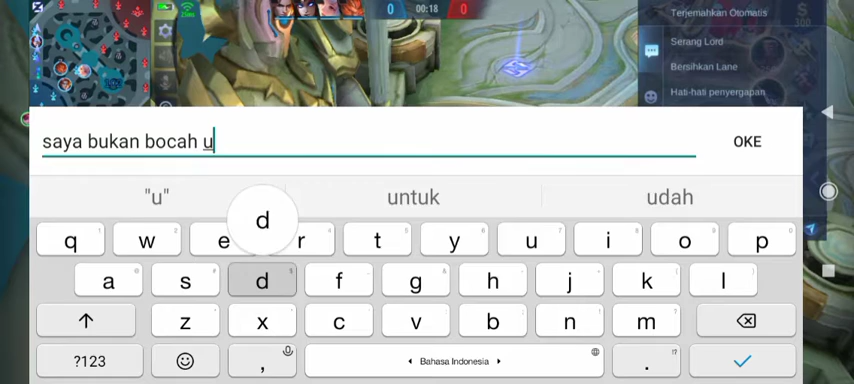 0 00:18 0
Terjemahkan Otomatis
Serang Lord
Bersihkan Lane
Hati-hati penyergapan
saya bukan bocah u
OKE
"u" untuk udah
d
q w e r t y u i o p
a s d f g h j k l
z x c v b n m
?123 , Bahasa Indonesia .